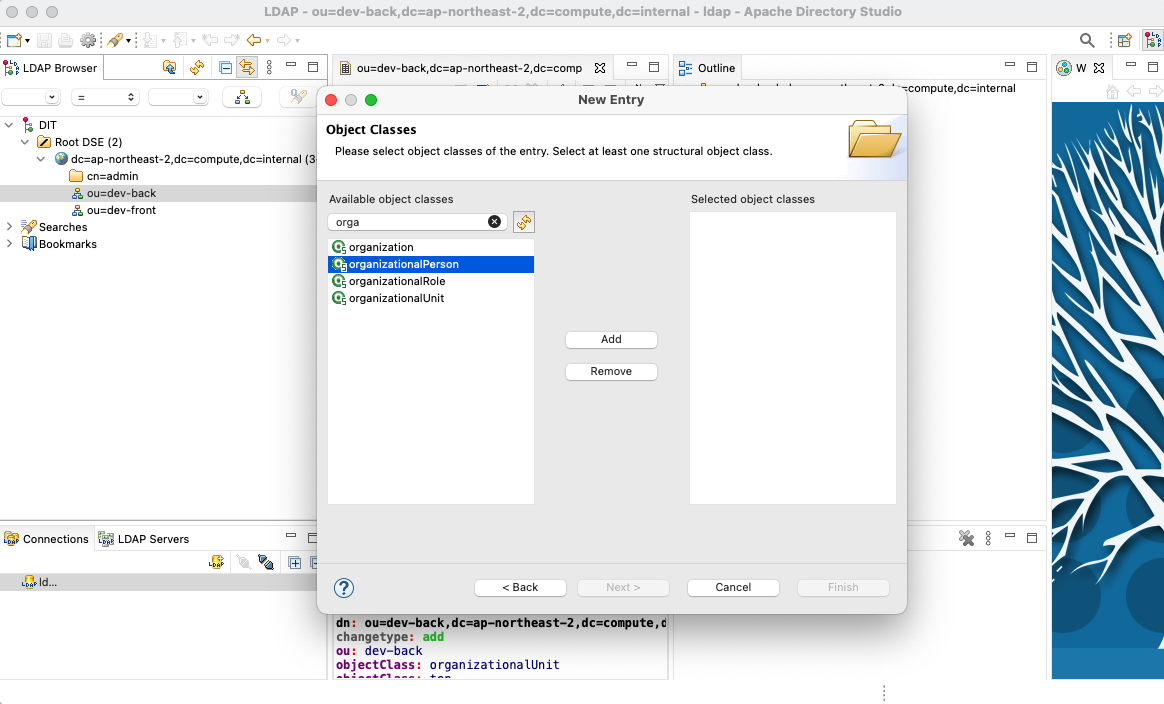 LDAP - ou=dev-back,dc=ap-northeast-2,dc=compute,dc=internal - ldap - Apache Directory Studio
LDAP Browser
ou=dev-back,dc=ap-northeast-2,dc=comp
Outline
W
=
DIT
Root DSE (2)
dc=ap-northeast-2,dc=compute,dc=internal (3
cn=admin
ou=dev-back
ou=dev-front
Searches
Bookmarks
,dc=compute,dc=internal
New Entry
Object Classes
Please select object classes of the entry. Select at least one structural object class.
Available object classes
Selected object classes
orga
organization
organizationalPerson
organizationalRole
organizationalUnit
Add
Remove
?
< Back
Next >
Cancel
Finish
Connections
LDAP Servers
ld...
dn: ou=dev-back,dc=ap-northeast-2,dc=compute,d
changetype: add
ou: dev-back
objectClass: organizationalUnit
objectClass: top